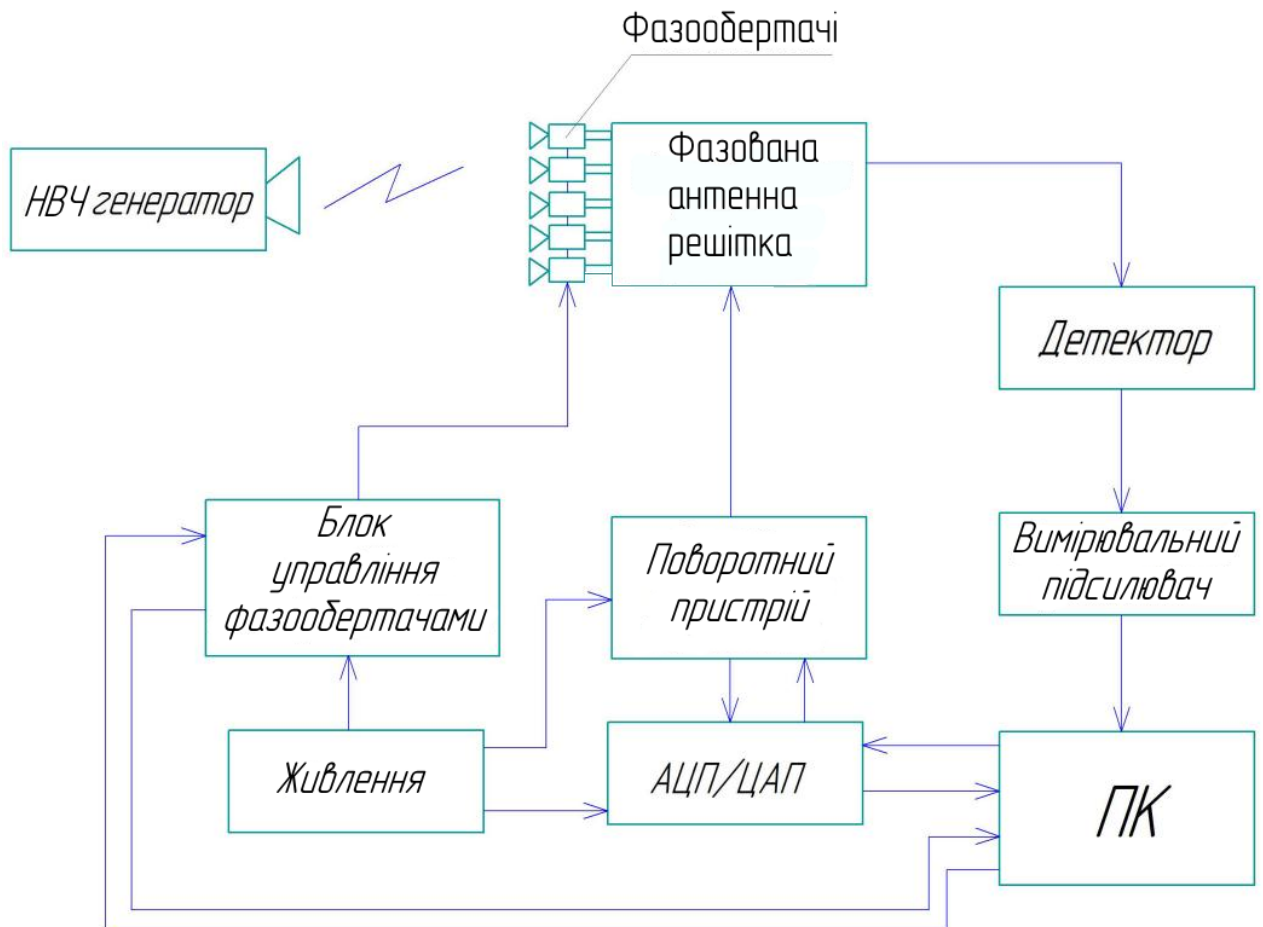 Фазообертачі
НВЧ генератор
Фазована
антенна
решітка
Детектор
Блок
управління
фазообертачами
Поворотний
пристрій
Вимірювальний
підсилювач
Живлення
АЦП/ЦАП
ПК